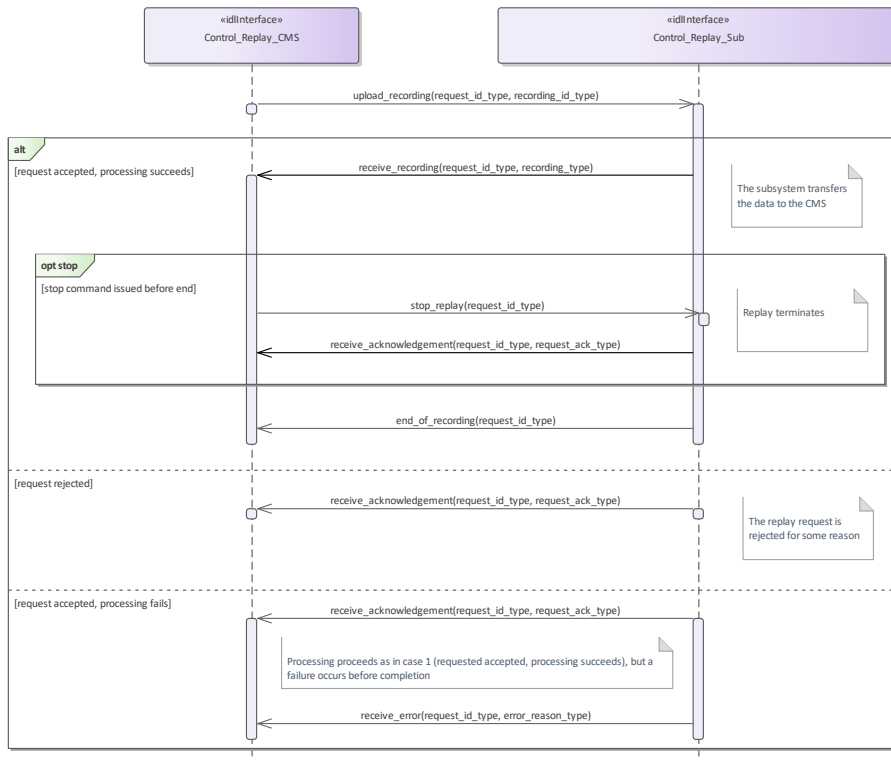 «idlInterface»
Control_Replay_CMS
«idlInterface»
Control_Replay_Sub
upload_recording(request_id_type, recording_id_type)
alt
[request accepted, processing succeeds]
receive_recording(request_id_type, recording_type)
The subsystem transfers
the data to the CMS
opt stop
[stop command issued before end]
stop_replay(request_id_type)
Replay terminates
receive_acknowledgement(request_id_type, request_ack_type)
end_of_recording(request_id_type)
[request rejected]
receive_acknowledgement(request_id_type, request_ack_type)
The replay request is
rejected for some reason
[request accepted, processing fails]
receive_acknowledgement(request_id_type, request_ack_type)
Processing proceeds as in case 1 (requested accepted, processing succeeds), but a
failure occurs before completion
receive_error(request_id_type, error_reason_type)